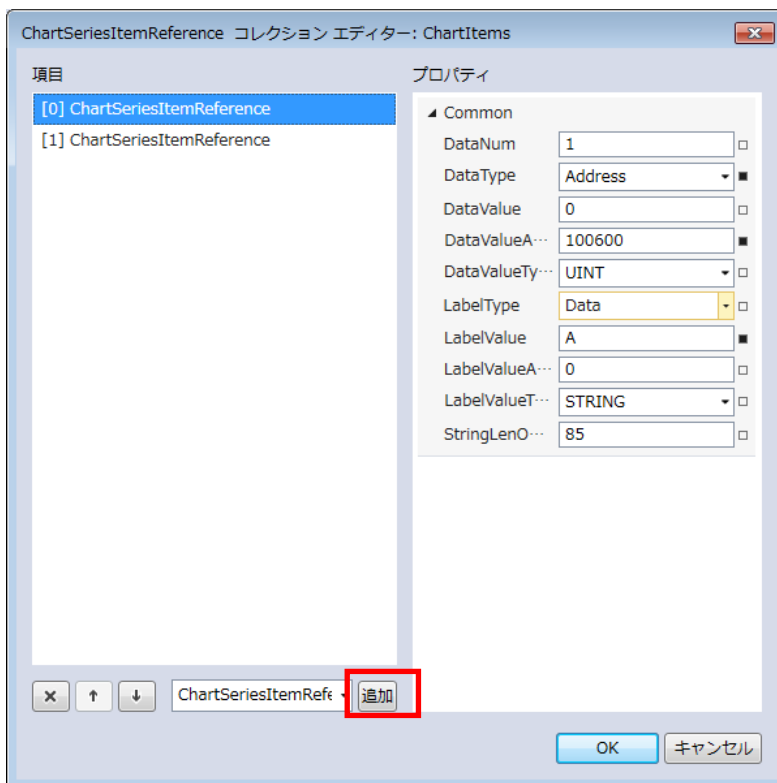 ChartSeriesItemReference コレクション エディター: ChartItems
項目
[0] ChartSeriesItemReference
[1] ChartSeriesItemReference
プロパティ
Common
DataNum 1
DataType Address
DataValue 0
DataValueA… 100600
DataValueTy… UINT
LabelType Data
LabelValue A
LabelValueA… 0
LabelValueT… STRING
StringLenO… 85
ChartSeriesItemRefe 追加
OK キャンセル